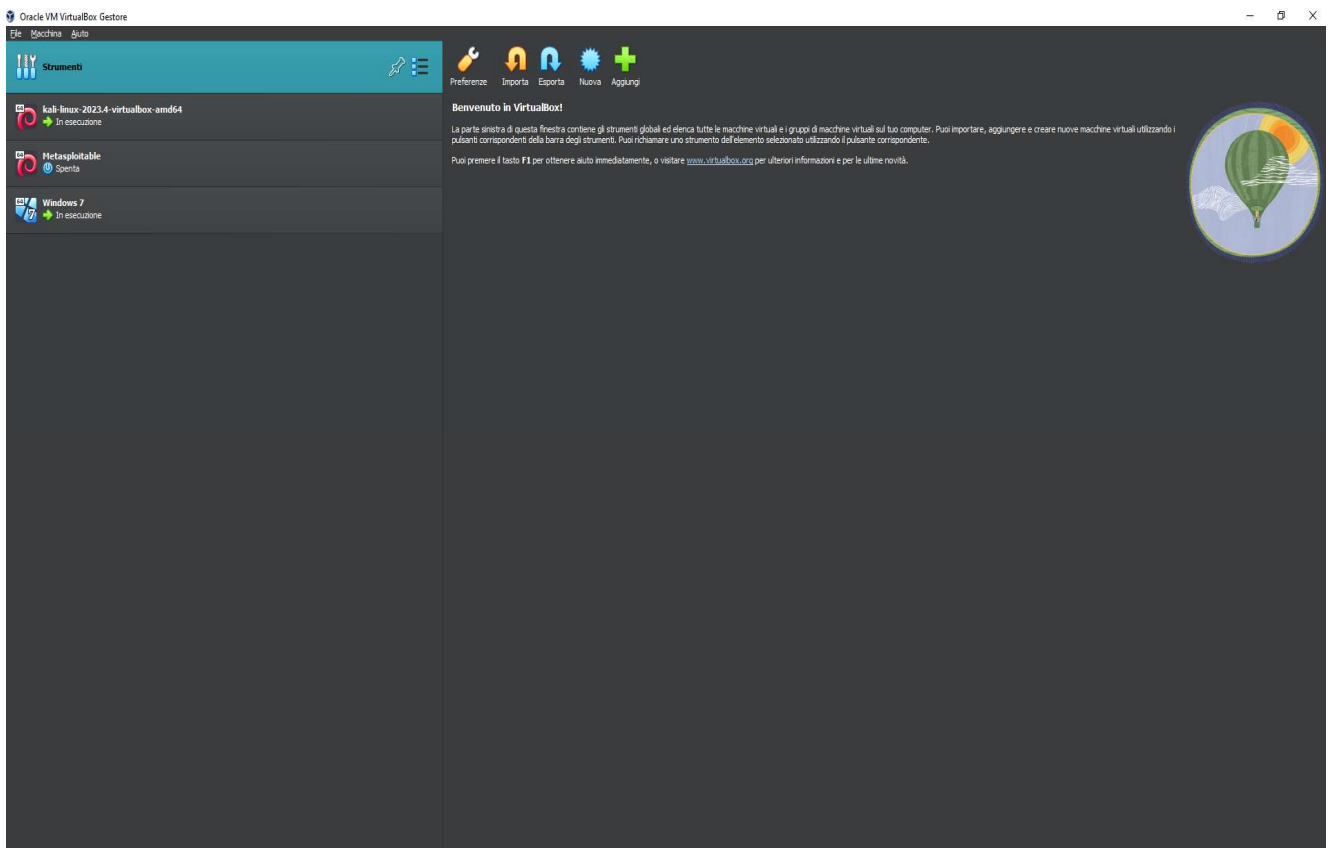 Oracle VM VirtualBox Gestore
File Macchina Aiuto
Strumenti
64
kali-linux-2023.4-virtualbox-amd64
In esecuzione
Metasploitable
Spenta
64
7
Windows 7
In esecuzione
Preferenze Importa Esporta Nuova Aggiungi
Benvenuto in VirtualBox!
La parte sinistra di questa finestra contiene gli strumenti globali ed elenca tutte le macchine virtuali e i gruppi di macchine virtuali sul tuo computer. Puoi importare, aggiungere e creare nuove macchine virtuali utilizzando i
pulsanti corrispondenti della barra degli strumenti. Puoi richiamare uno strumento dell'elemento selezionato utilizzando il pulsante corrispondente.
Puoi premere il tasto F1 per ottenere aiuto immediatamente, o visitare www.virtualbox.org per ulteriori informazioni e per le ultime novità.